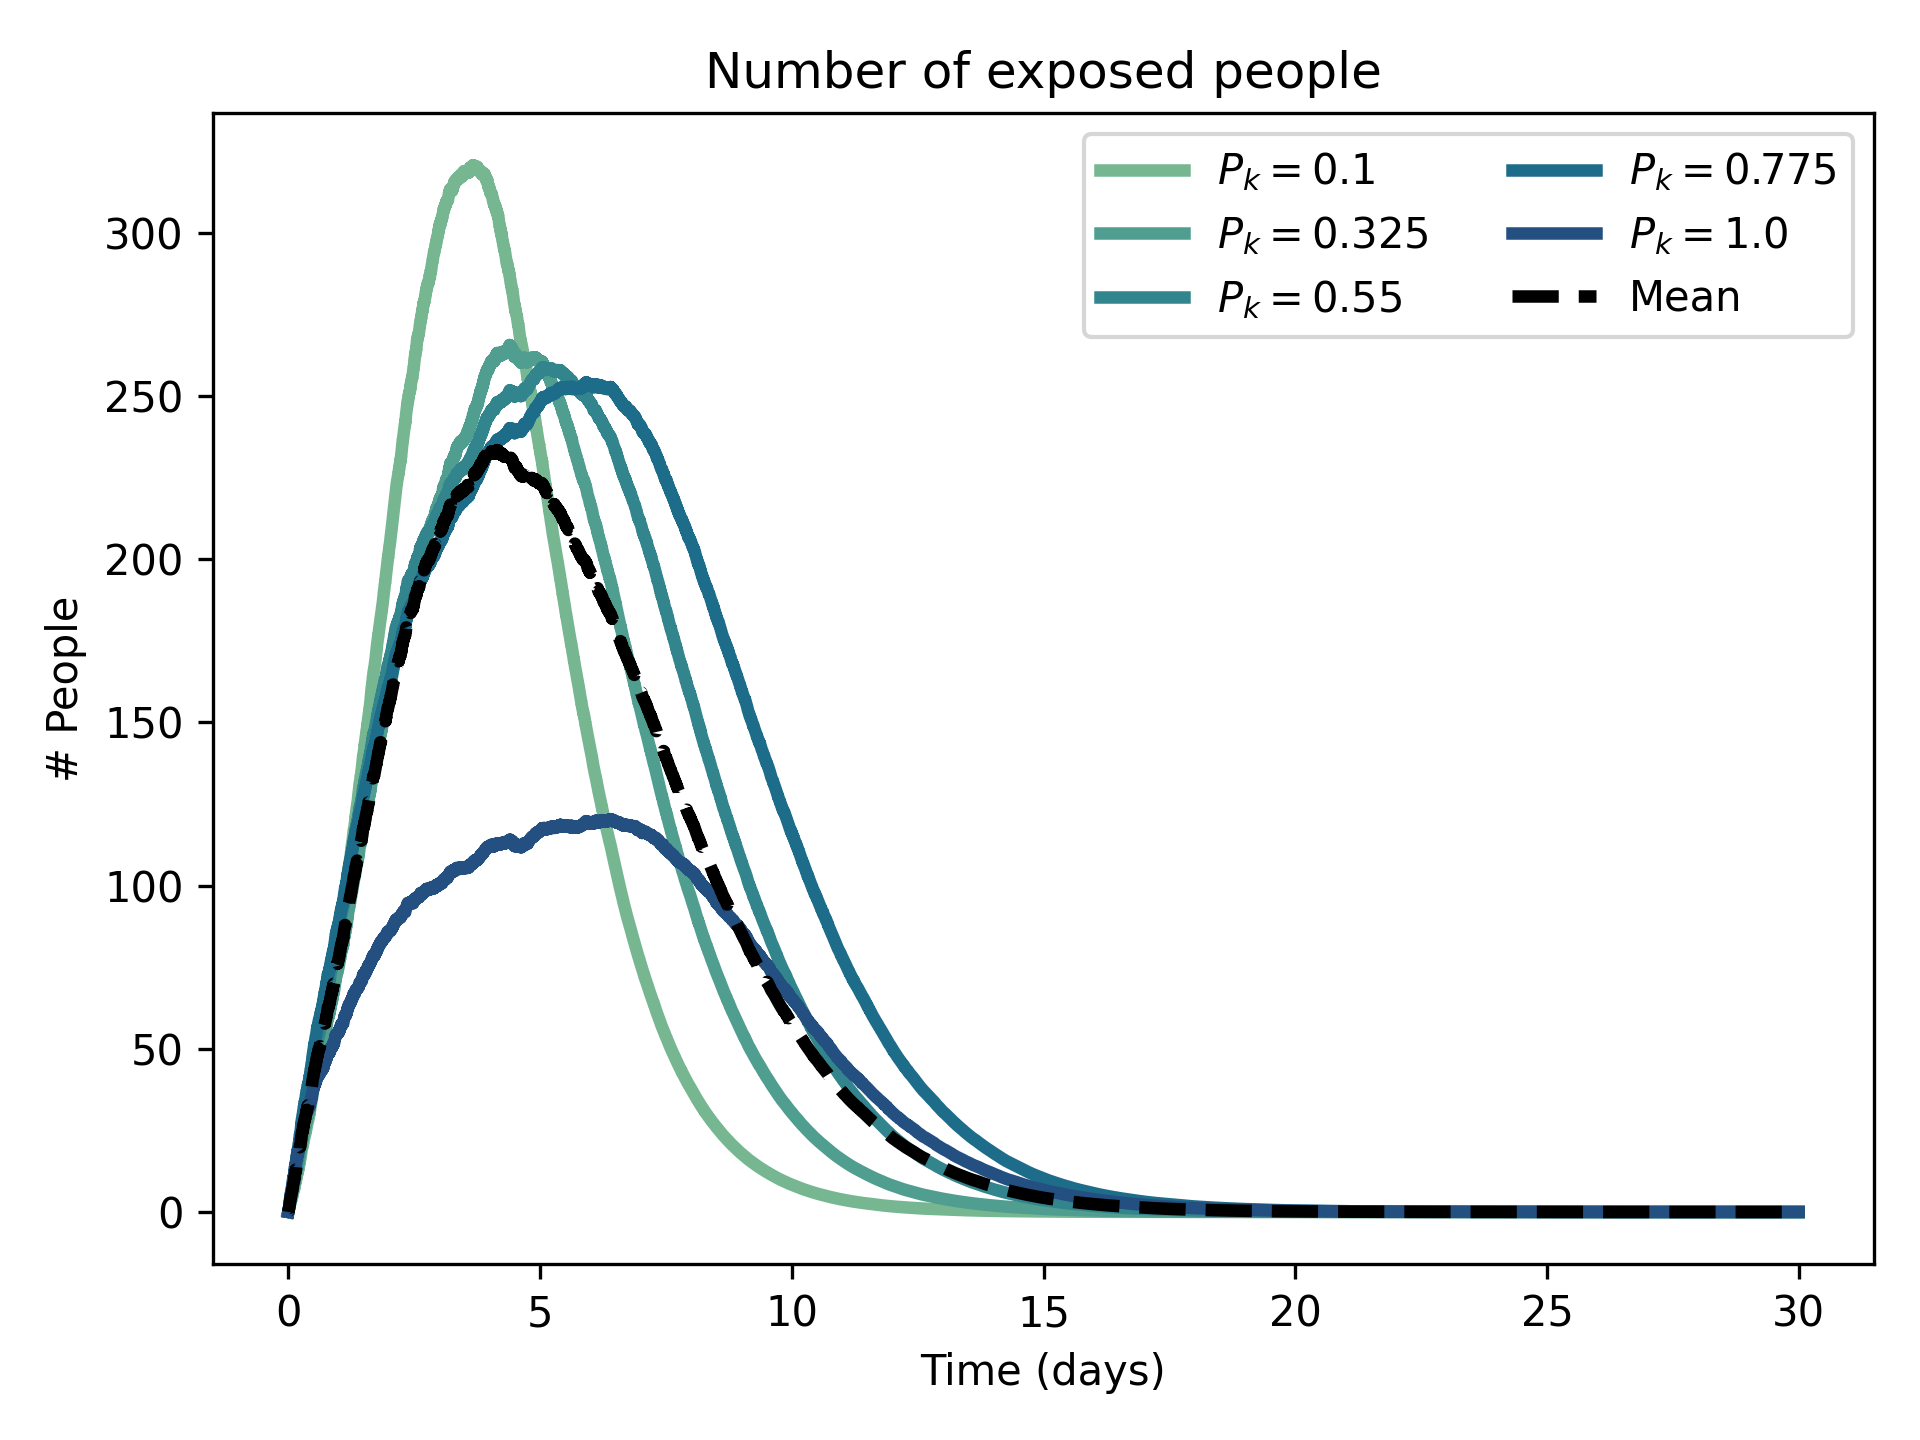 Number of exposed people
# People
300
250
200
150
100
50
0
0 5 10 15 20 25 30
Time (days)
P_k = 0.1
P_k = 0.325
P_k = 0.55
P_k = 0.775
P_k = 1.0
Mean